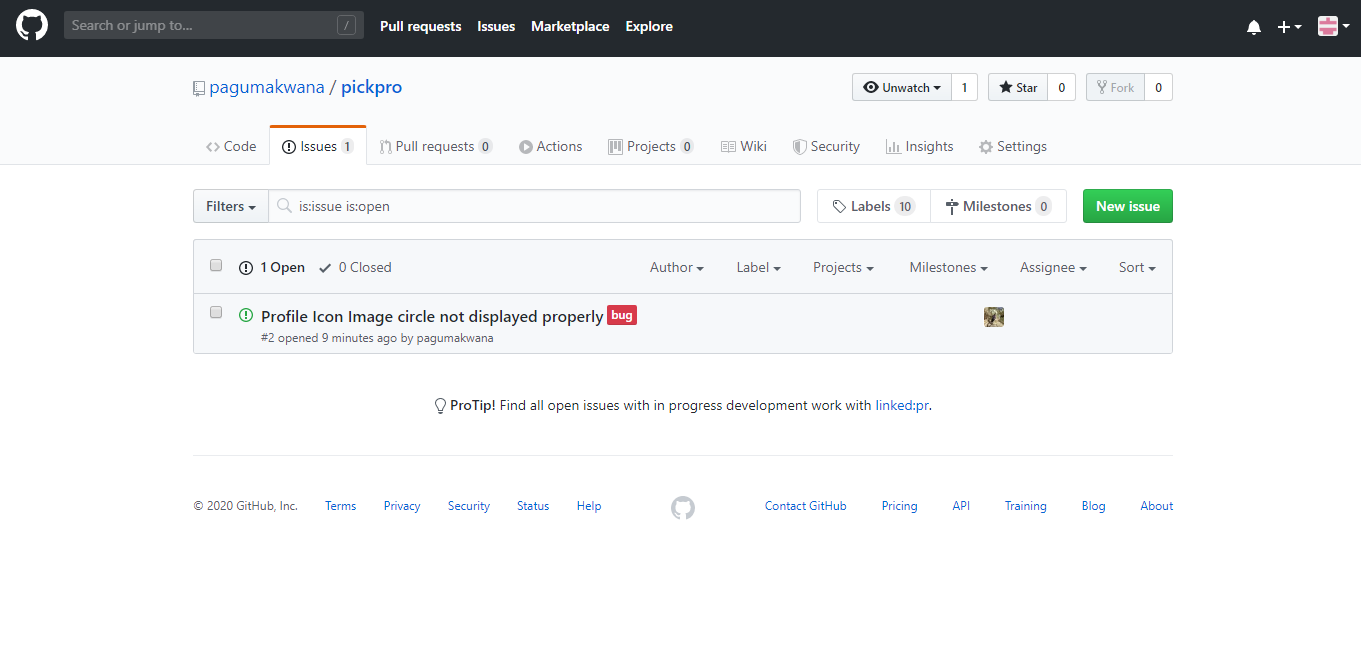 Search or jump to... / Pull requests Issues Marketplace Explore
pagumakwana / pickpro Unwatch 1 Star 0 Fork 0
Code Issues 1 Pull requests 0 Actions Projects 0 Wiki Security Insights Settings
Filters is:issue is:open Labels 10 Milestones 0 New issue
1 Open 0 Closed Author Label Projects Milestones Assignee Sort
Profile Icon Image circle not displayed properly bug
#2 opened 9 minutes ago by pagumakwana
ProTip! Find all open issues with in progress development work with linked:pr.
© 2020 GitHub, Inc. Terms Privacy Security Status Help Contact GitHub Pricing API Training Blog About